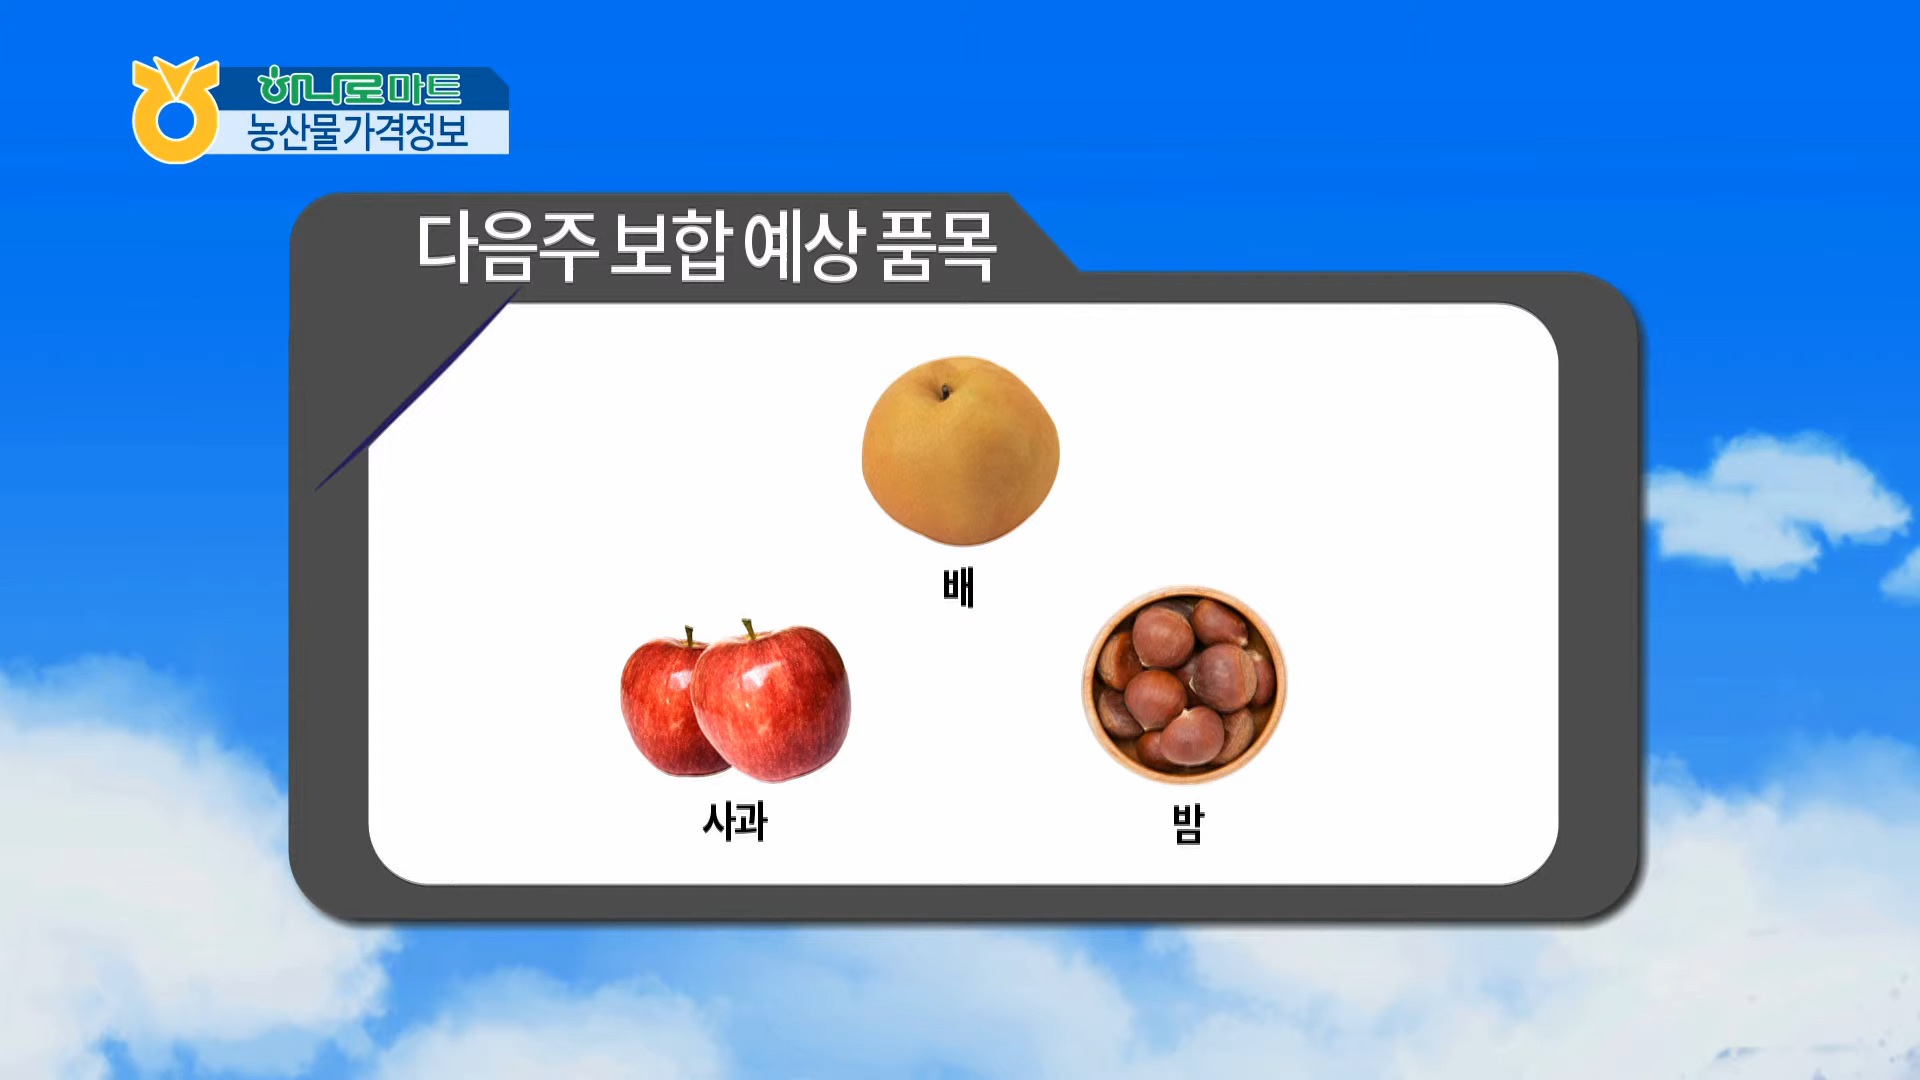 하나로마트
농산물가격정보
다음주 보합 예상 품목
배
사과
밤